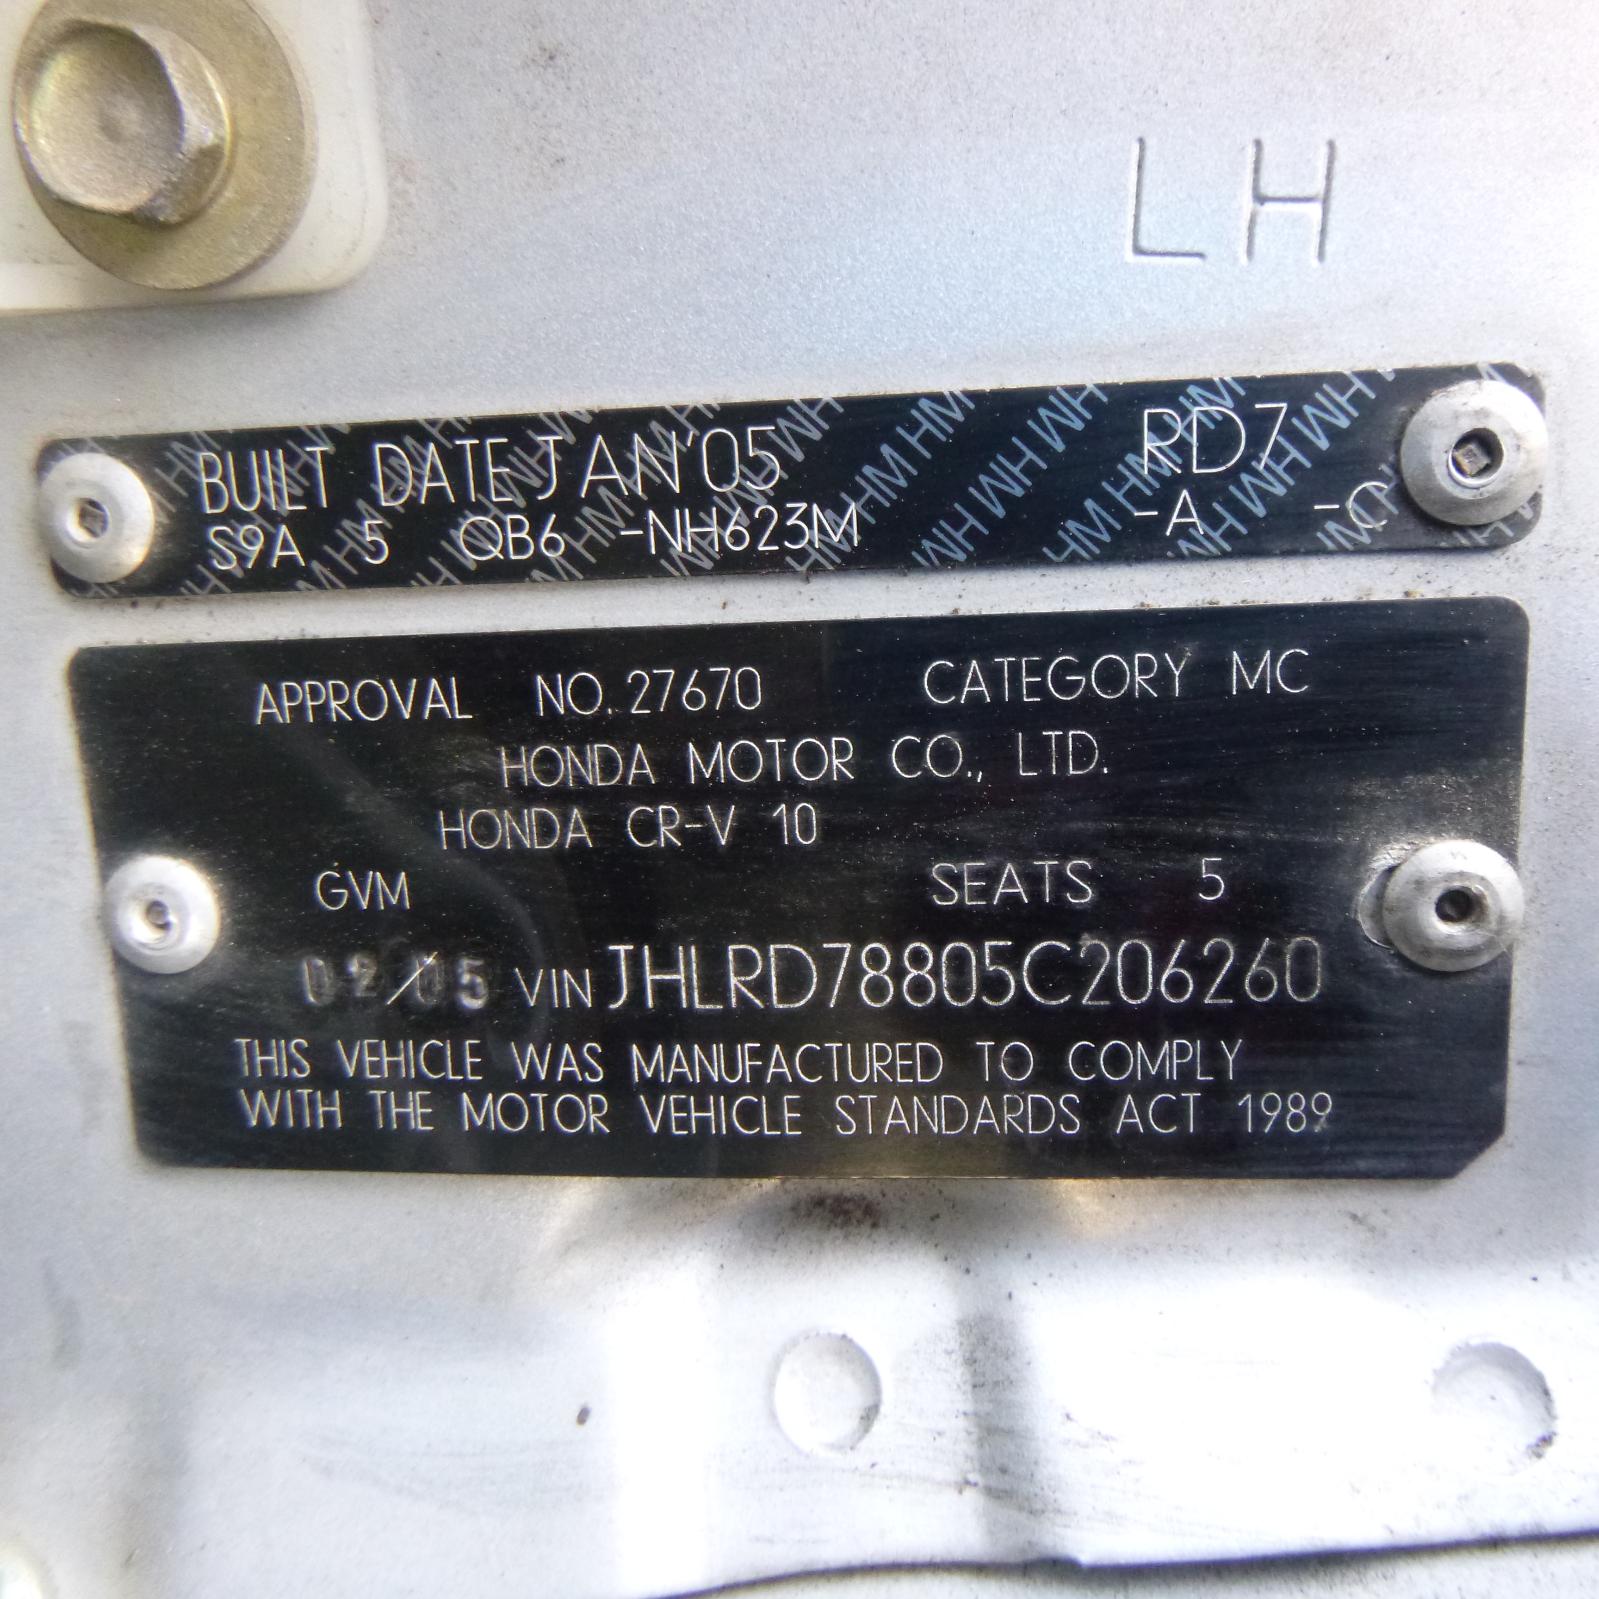 LH
BUILT DATE JAN'05 RD7
S9A 5 QB6 -NH623M -A -C
APPROVAL NO. 27670 CATEGORY MC
HONDA MOTOR CO., LTD.
HONDA CR-V 10
GVM SEATS 5
02/05 VIN JHLRD78805C206260
THIS VEHICLE WAS MANUFACTURED TO COMPLY
WITH THE MOTOR VEHICLE STANDARDS ACT 1989